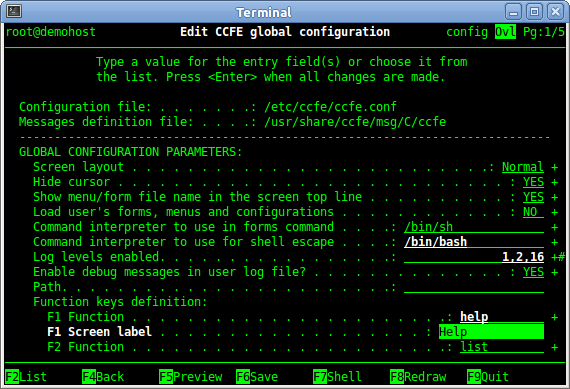 Terminal
root@demohost Edit CCFE global configuration config Ovl Pg:1/5
Type a value for the entry field(s) or choose it from
the list. Press <Enter> when all changes are made.
Configuration file: . . . . . . .: /etc/ccfe/ccfe.conf
Messages definition file: . . . .: /usr/share/ccfe/msg/C/ccfe
----------------------------------------------------------------------------
GLOBAL CONFIGURATION PARAMETERS:
Screen layout . . . . . . . . . . . . . . . . . . . . . . . . . .: Normal +
Hide cursor . . . . . . . . . . . . . . . . . . . . . . . . . . . . . : YES +
Show menu/form file name in the screen top line . . . . . . . . . . . : YES +
Load user's forms, menus and configurations . . . . . . . . . . . . . : NO +
Command interpreter to use in forms command . . . . .: /bin/sh +
Command interpreter to use for shell escape . . . . .: /bin/bash +
Log levels enabled. . . . . . . . . . . . . . . . . .: 1,2,16 +#
Enable debug messages in user log file? . . . . . . . . . . . . . . . : YES +
Path. . . . . . . . . . . . . . . . . . . . . . . . .:
Function keys definition:
F1 Function . . . . . . . . . . . . . . . . . . . . . . .: help +
F1 Screen label . . . . . . . . . . . . . . . . . . . . : Help
F2 Function . . . . . . . . . . . . . . . . . . . . . . .: list +
F2List F4Back F5Preview F6Save F7Shell F8Redraw F9Quit